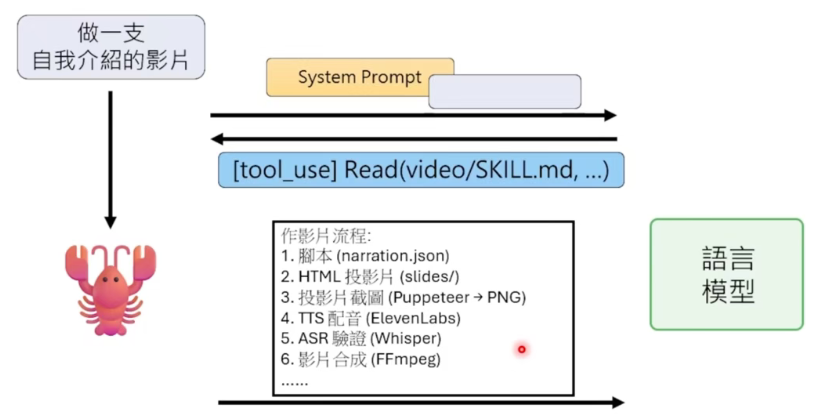 做一支
自我介紹的影片
System Prompt
[tool_use] Read(video/SKILL.md, ...)
作影片流程:
1. 腳本 (narration.json)
2. HTML 投影片 (slides/)
3. 投影片截圖 (Puppeteer → PNG)
4. TTS 配音 (ElevenLabs)
5. ASR 驗證 (Whisper)
6. 影片合成 (FFmpeg)
……
語言
模型